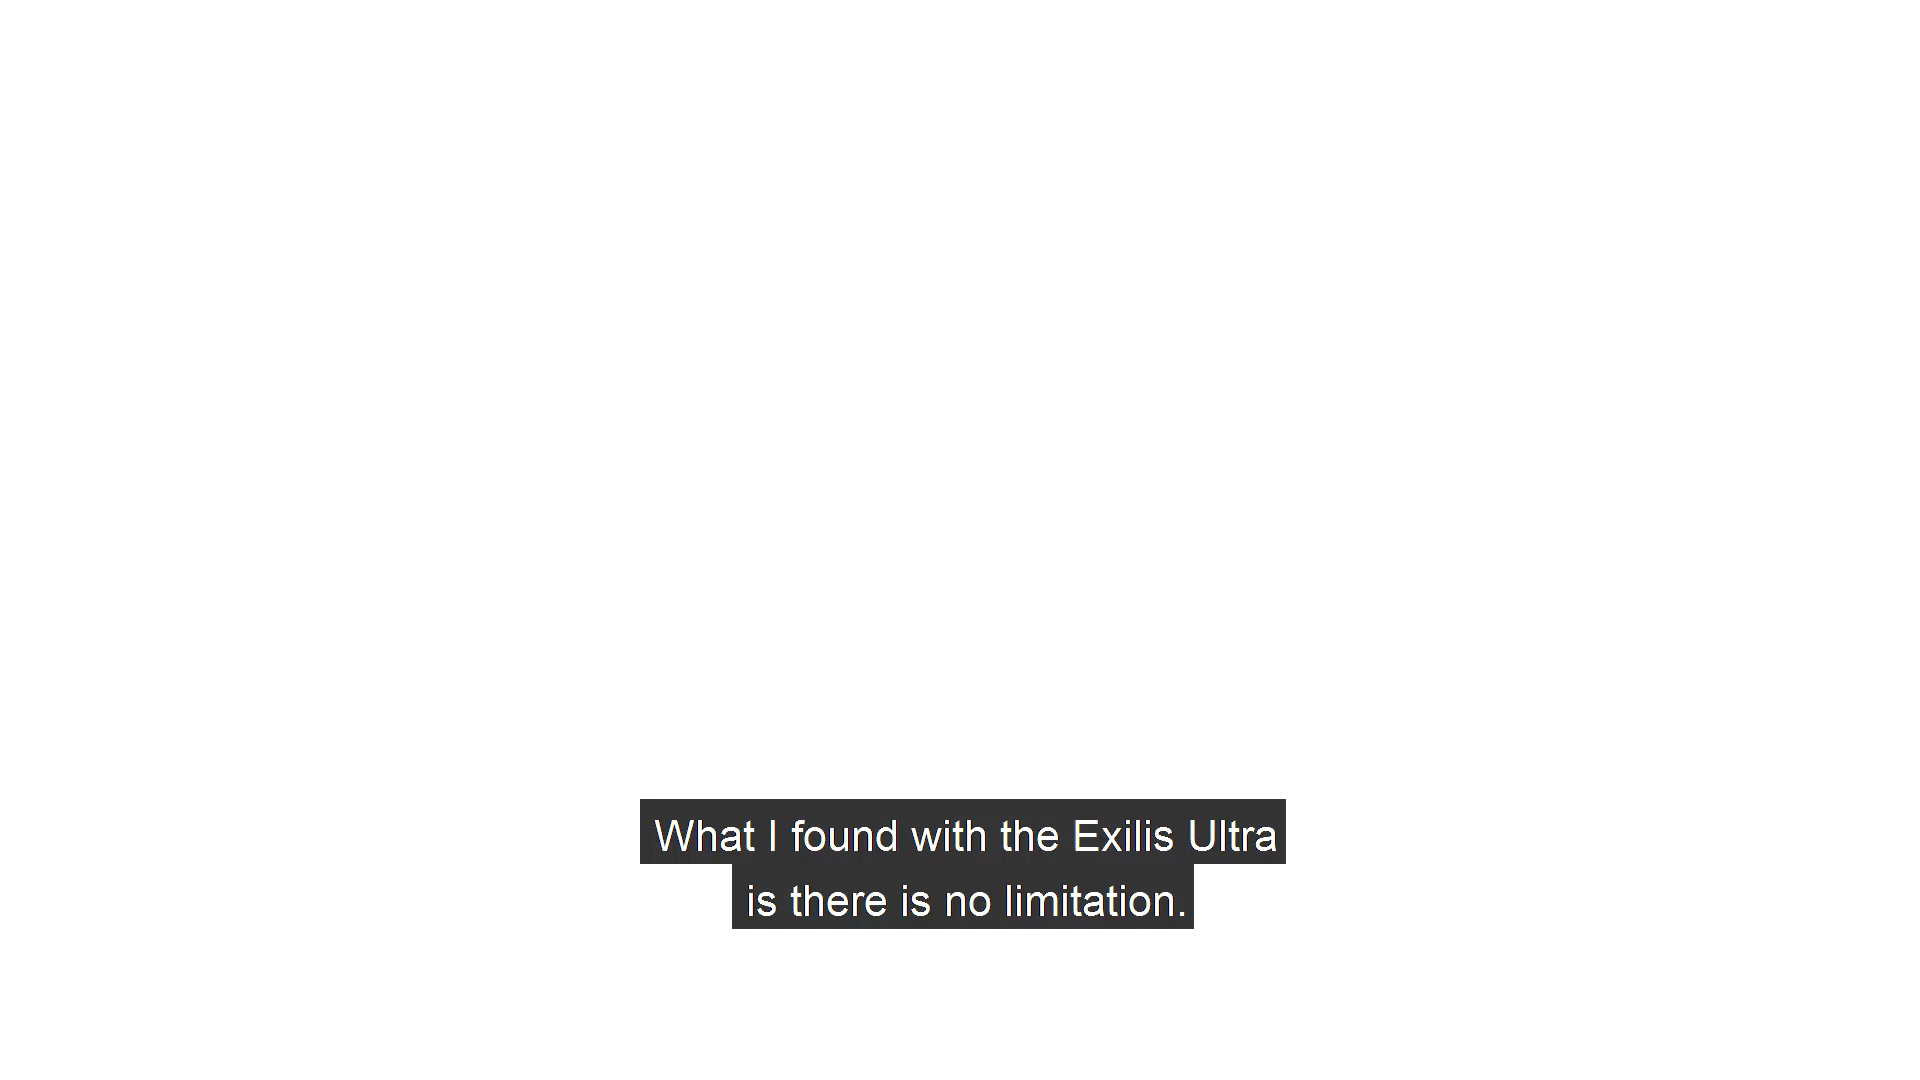 What I found with the Exilis Ultra
is there is no limitation.